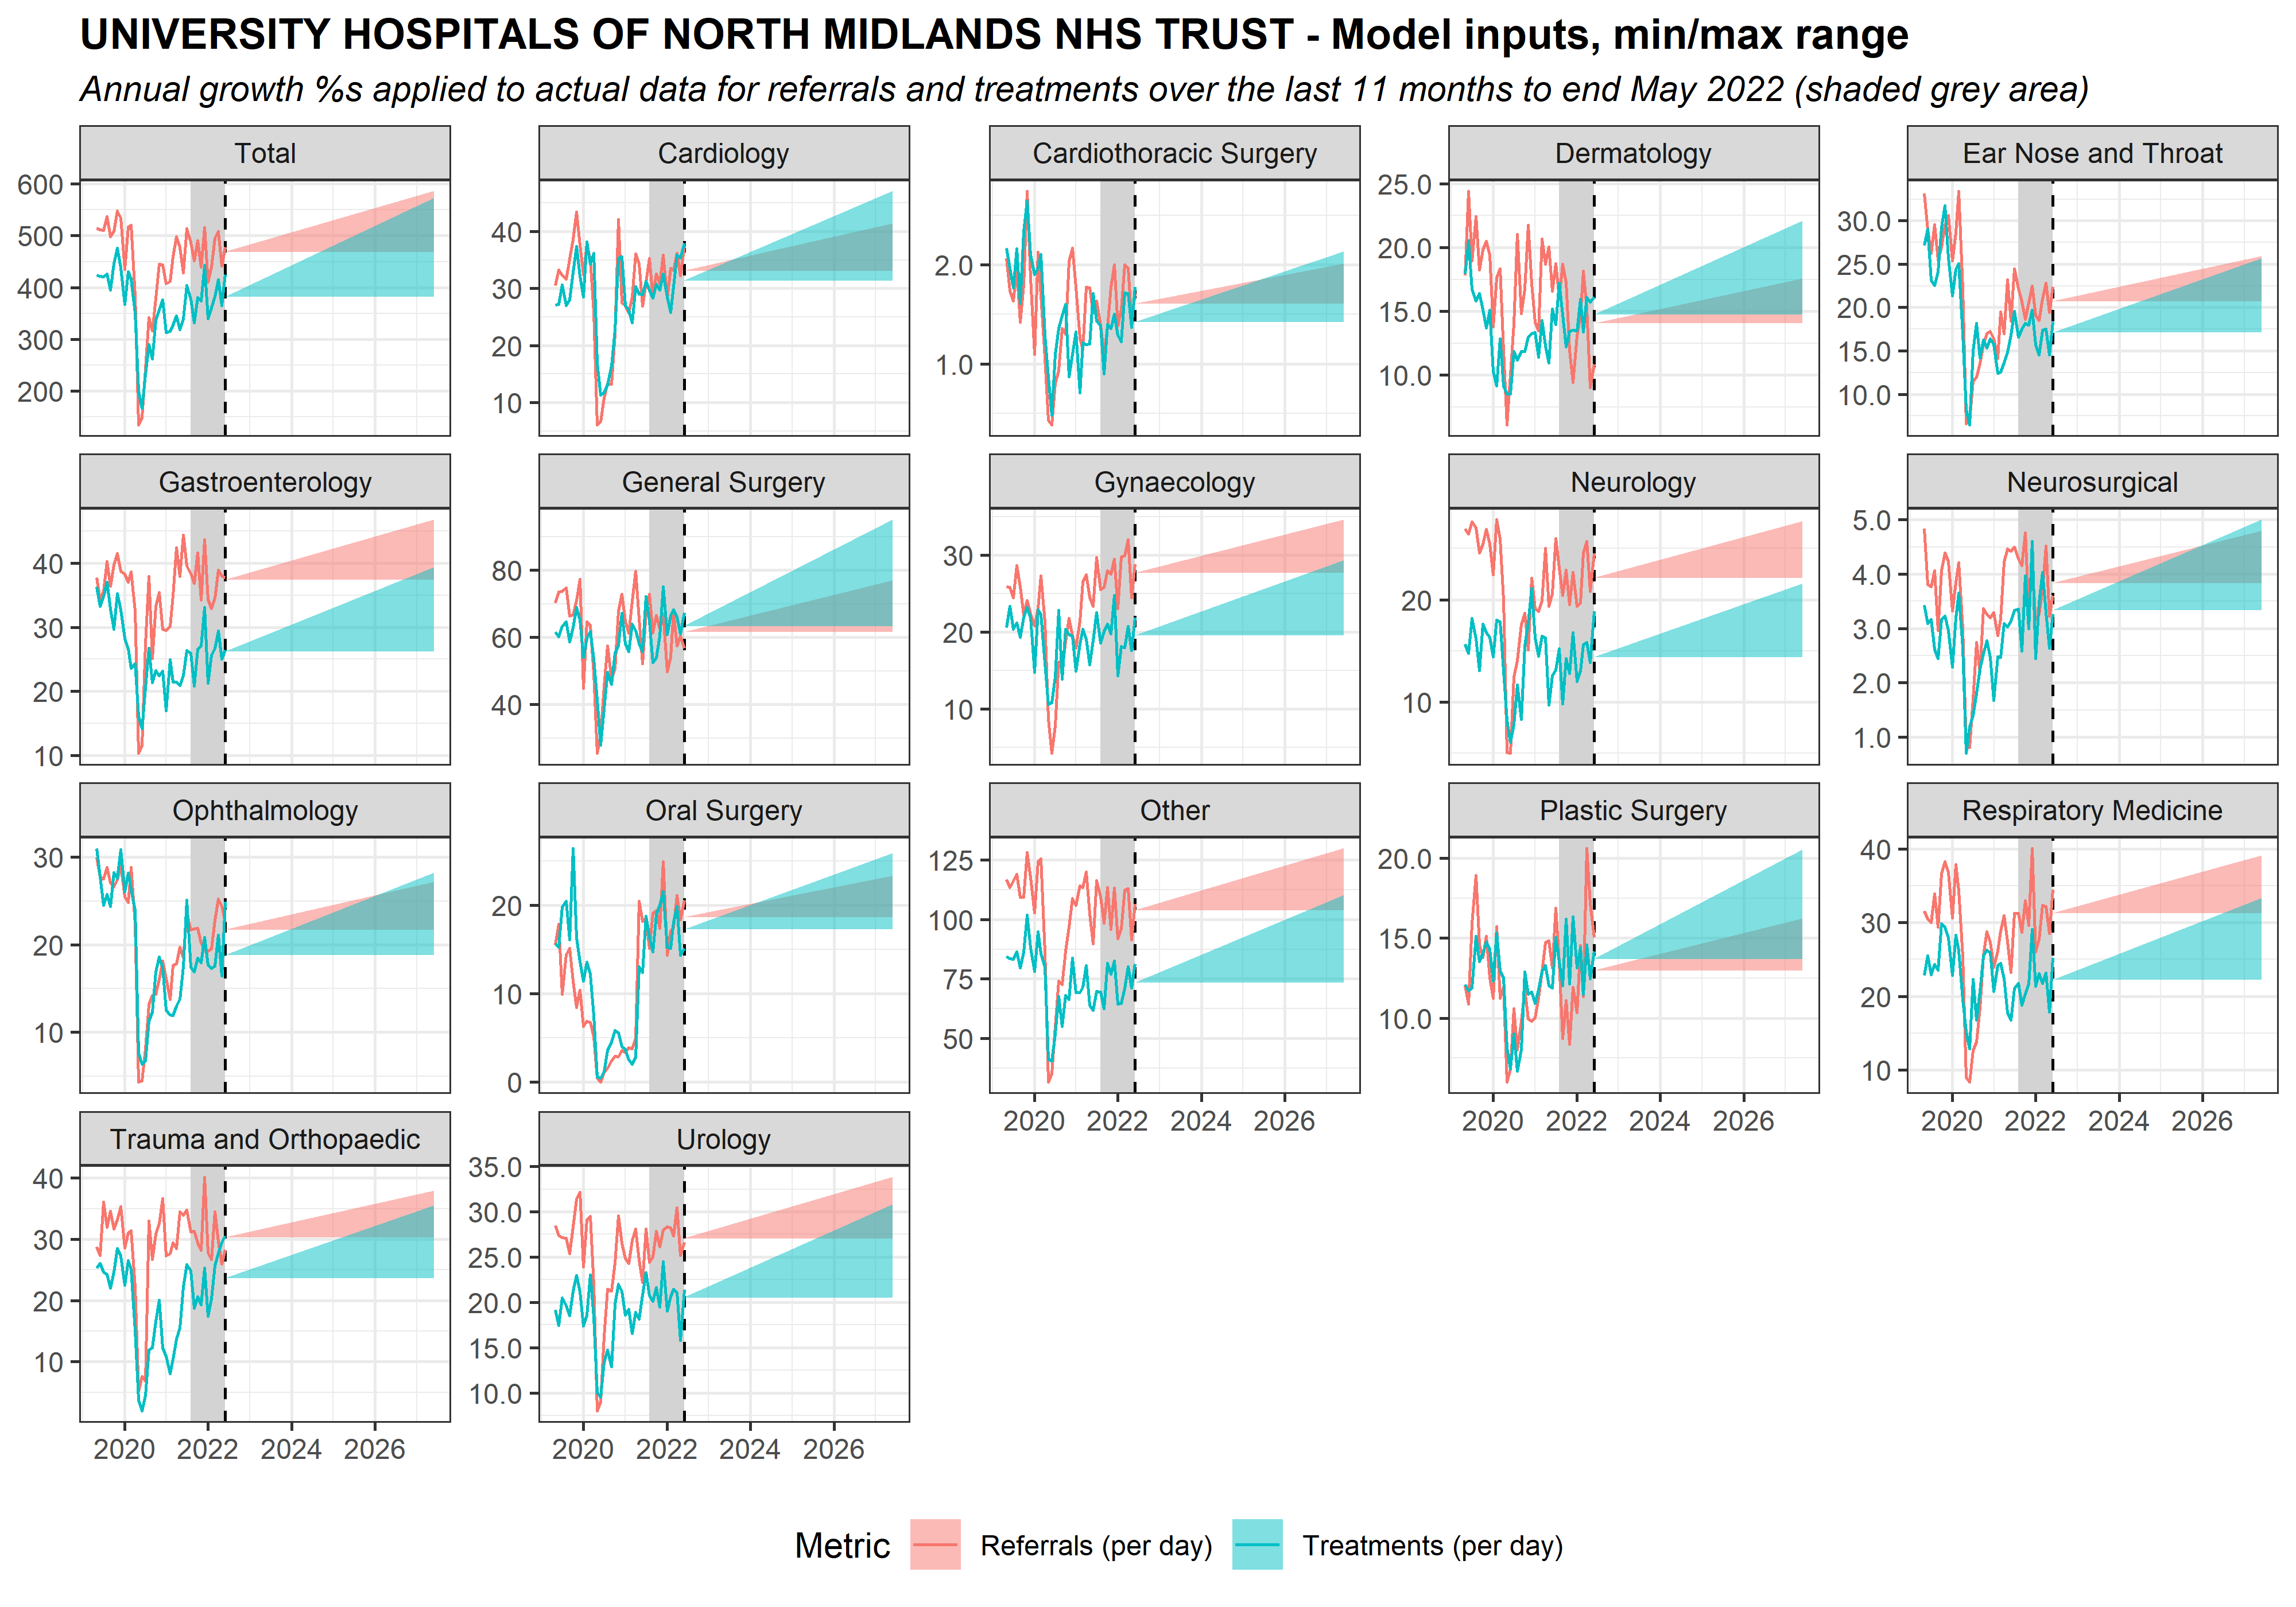 UNIVERSITY HOSPITALS OF NORTH MIDLANDS NHS TRUST - Model inputs, min/max range
Annual growth %s applied to actual data for referrals and treatments over the last 11 months to end May 2022 (shaded grey area)
Total
600
500
400
300
200
Cardiology
40
30
20
10
Cardiothoracic Surgery
2.0
1.0
Dermatology
25.0
20.0
15.0
10.0
Ear Nose and Throat
30.0
25.0
20.0
15.0
10.0
Gastroenterology
40
30
20
10
General Surgery
80
60
40
Gynaecology
30
20
10
Neurology
20
10
Neurosurgical
5.0
4.0
3.0
2.0
1.0
Ophthalmology
30
20
10
Oral Surgery
20
10
0
Other
125
100
75
50
2020 2022 2024 2026
Plastic Surgery
20.0
15.0
10.0
2020 2022 2024 2026
Respiratory Medicine
40
30
20
10
2020 2022 2024 2026
Trauma and Orthopaedic
40
30
20
10
2020 2022 2024 2026
Urology
35.0
30.0
25.0
20.0
15.0
10.0
2020 2022 2024 2026
Metric Referrals (per day) Treatments (per day)